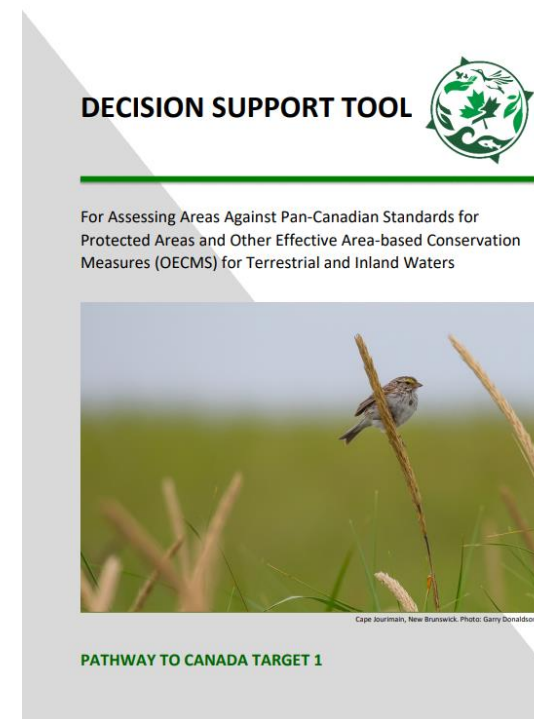 DECISION SUPPORT TOOL
For Assessing Areas Against Pan-Canadian Standards for
Protected Areas and Other Effective Area-based Conservation
Measures (OECMS) for Terrestrial and Inland Waters
Cape Jourimain, New Brunswick. Photo: Garry Donaldson
PATHWAY TO CANADA TARGET 1